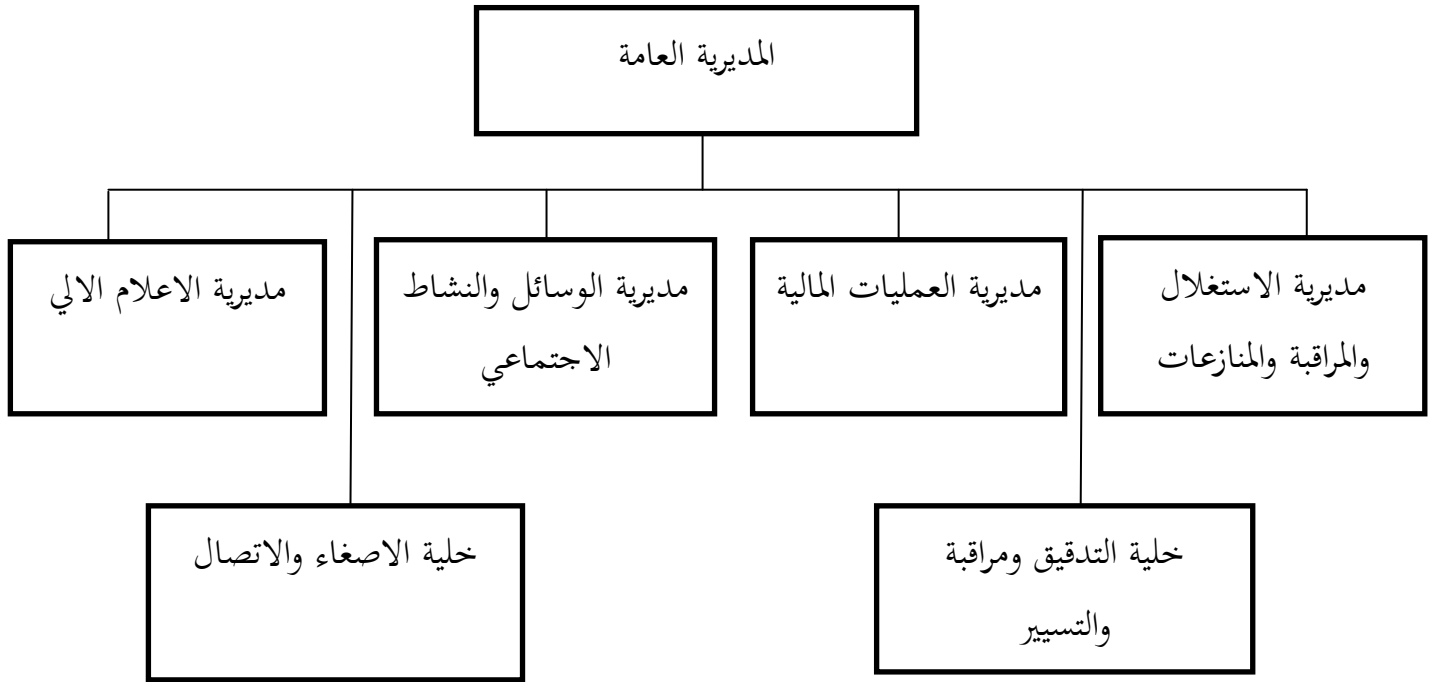 المديرية العامة
مديرية الاستغلال
والمراقبة والمنازعات
مديرية العمليات المالية
مديرية الوسائل والنشاط
الاجتماعي
مديرية الاعلام الالي
خلية التدقيق ومراقبة
والتسيير
خلية الاصغاء والاتصال